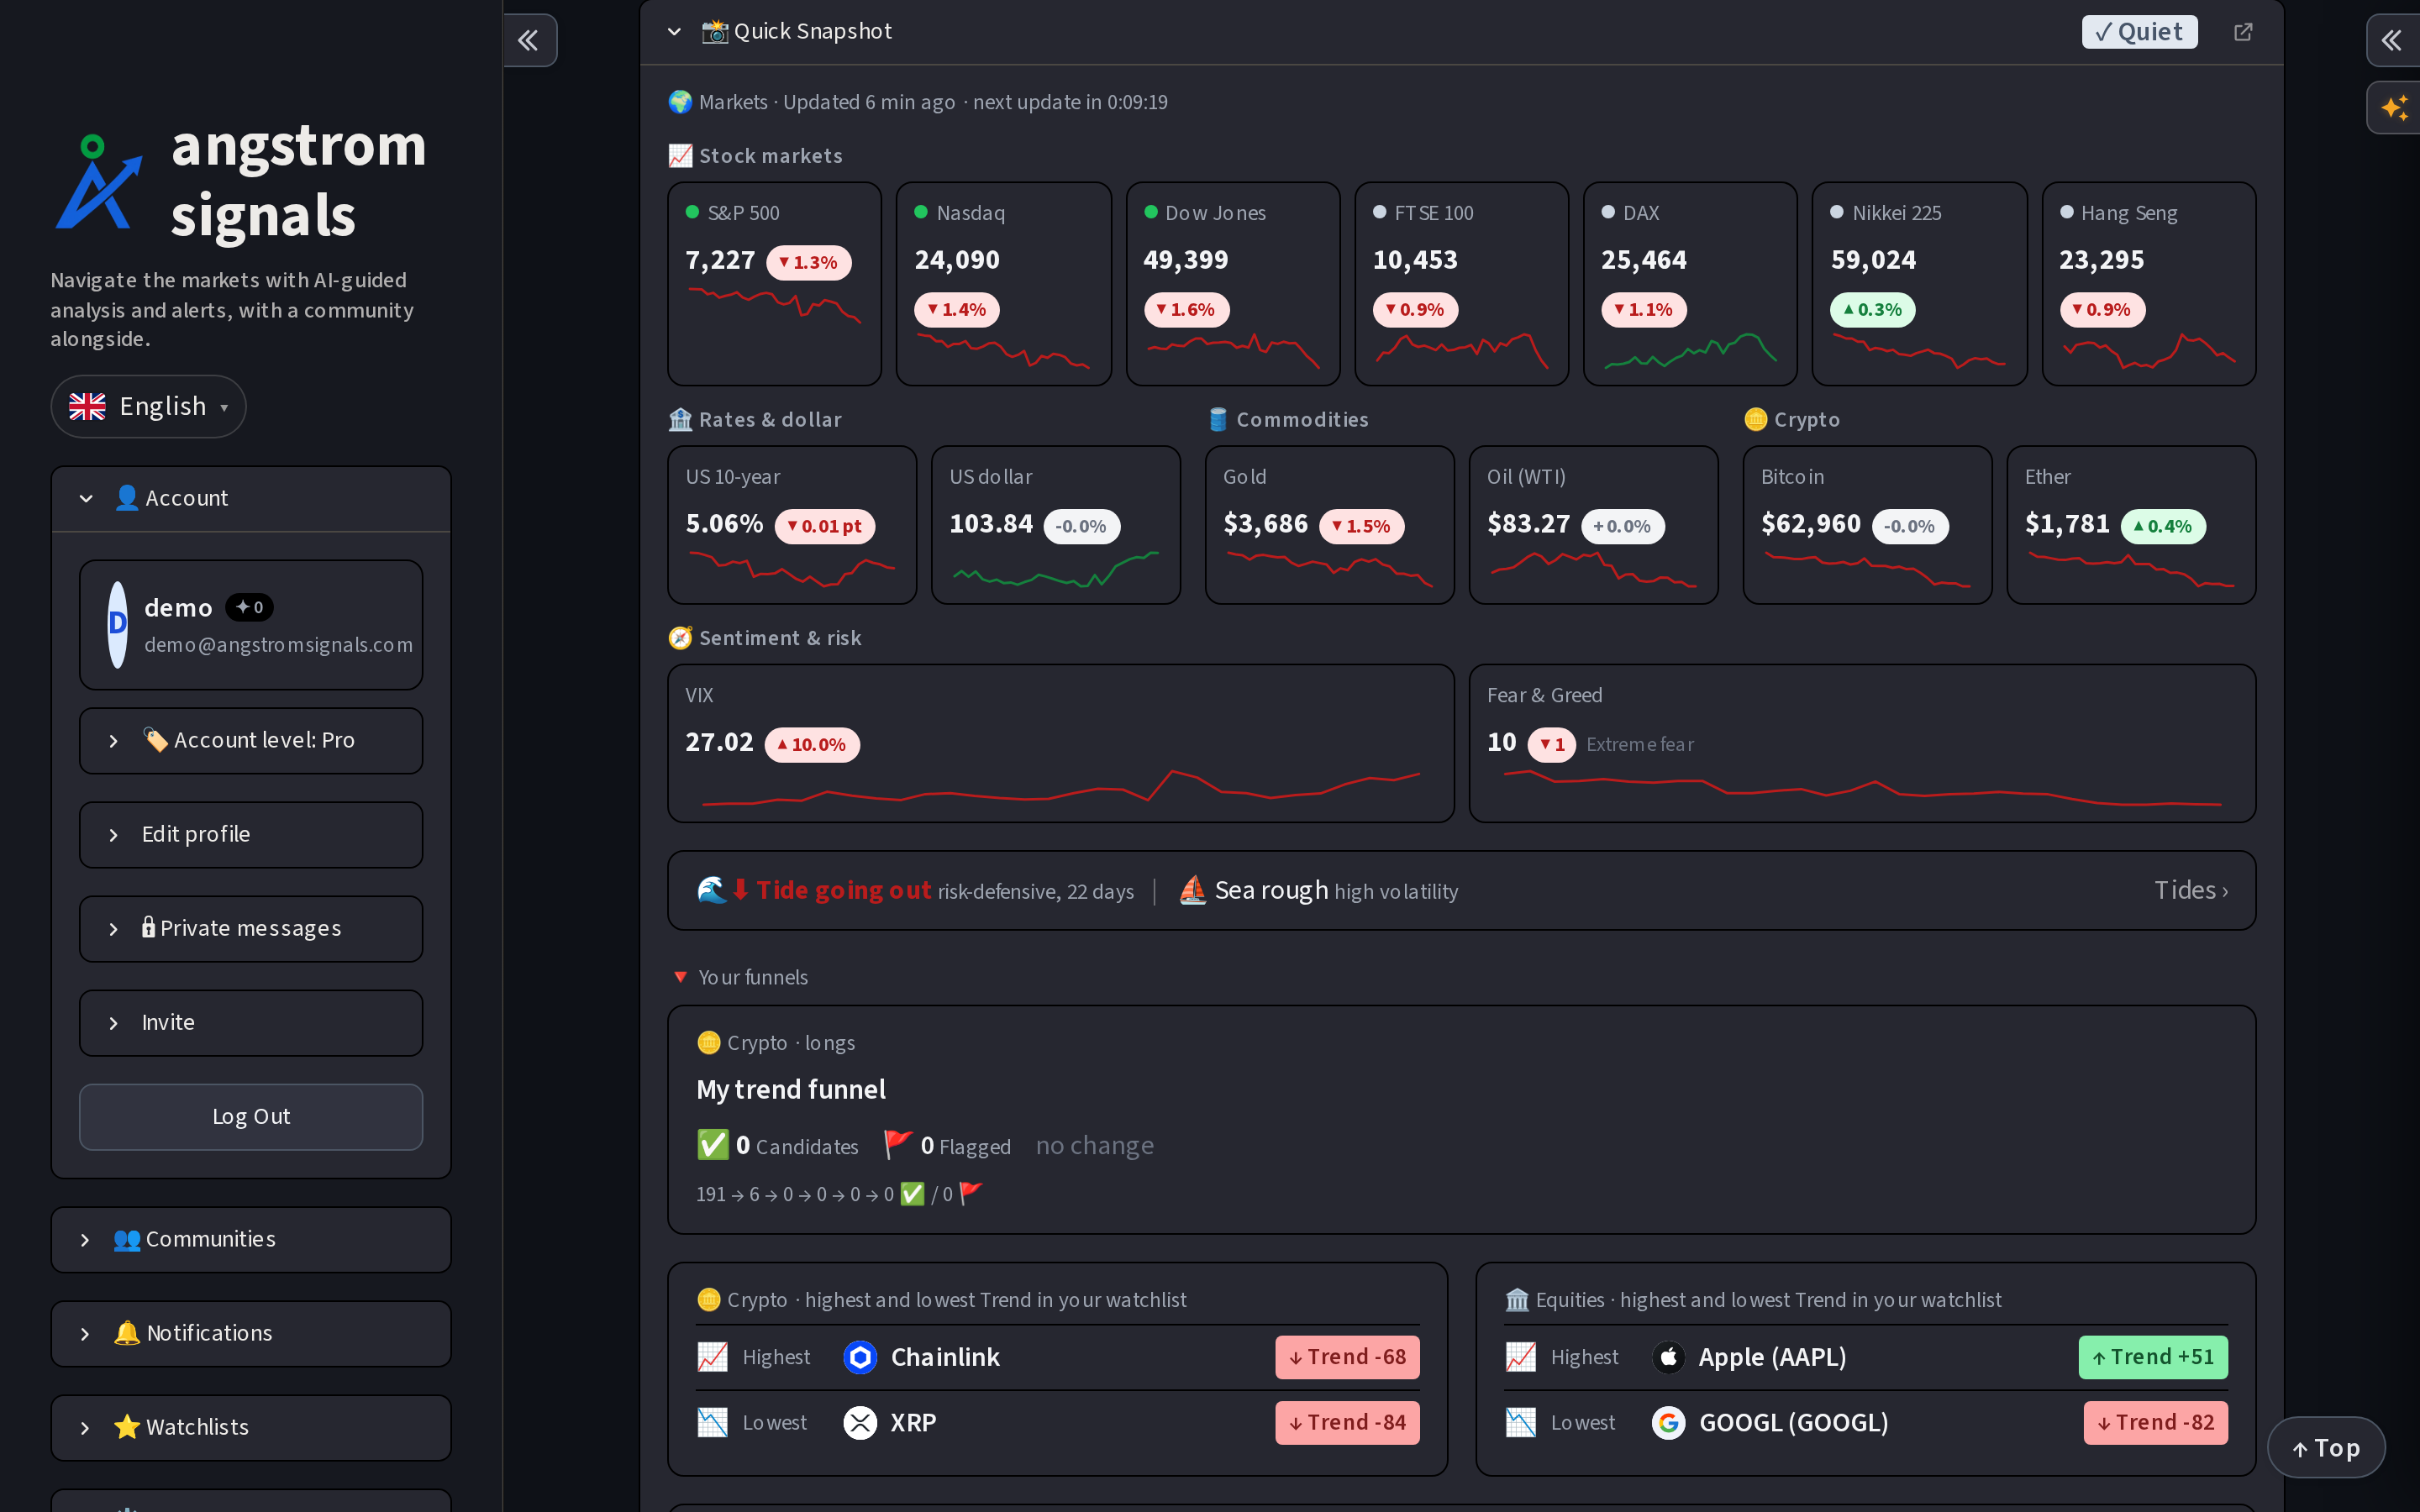 angstrom
signals
Navigate the markets with AI-guided
analysis and alerts, with a community
alongside.
English
Account
D
demo
✦ 0
demo@angstromsignals.com
Account level: Pro
Edit profile
Private messages
Invite
Log Out
Communities
Notifications
Watchlists
Quick Snapshot
✓ Quiet
Markets · Updated 6 min ago · next update in 0:09:19
Stock markets
S&P 500
7,227 ▼ 1.3%
Nasdaq
24,090
▼ 1.4%
Dow Jones
49,399
▼ 1.6%
FTSE 100
10,453
▼ 0.9%
DAX
25,464
▼ 1.1%
Nikkei 225
59,024
▲ 0.3%
Hang Seng
23,295
▼ 0.9%
Rates & dollar
US 10-year
5.06% ▼ 0.01 pt
US dollar
103.84 -0.0%
Commodities
Gold
$3,686 ▼ 1.5%
Oil (WTI)
$83.27 +0.0%
Crypto
Bitcoin
$62,960 -0.0%
Ether
$1,781 ▲ 0.4%
Sentiment & risk
VIX
27.02 ▲ 10.0%
Fear & Greed
10 ▼ 1 Extreme fear
Tide going out risk-defensive, 22 days | Sea rough high volatility
Tides ›
Your funnels
Crypto · longs
My trend funnel
0 Candidates 0 Flagged no change
191 → 6 → 0 → 0 → 0 → 0 ✅ / 0 🚩
Crypto · highest and lowest Trend in your watchlist
Highest Chainlink ↓ Trend -68
Lowest XRP ↓ Trend -84
Equities · highest and lowest Trend in your watchlist
Highest Apple (AAPL) ↑ Trend +51
Lowest GOOGL (GOOGL) ↓ Trend -82
↑ Top